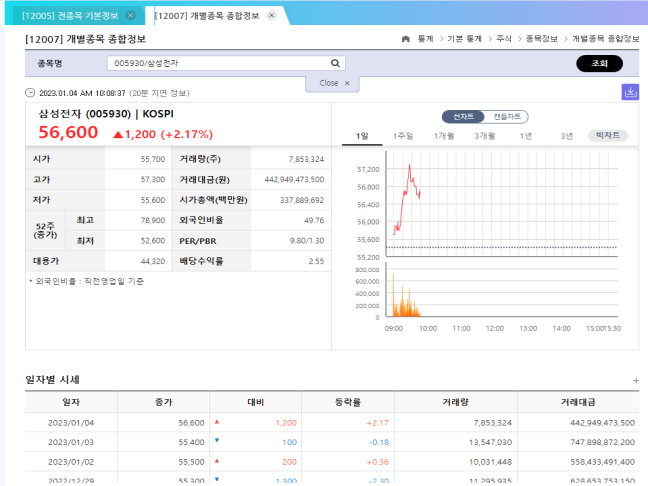 [12005] 전종목 기본정보
[12007] 개별종목 종합정보
[12007] 개별종목 종합정보
통계 > 기본 통계 > 주식 > 종목정보 > 개별종목 종합정보
종목명 005930/삼성전자 조회
Close ×
2023.01.04 AM 10:08:37 (20분 지연 정보)
삼성전자 (005930) | KOSPI
56,600 ▲1,200 (+2.17%)
시가 55,700 거래량(주) 7,853,324
고가 57,300 거래대금(원) 442,949,473,500
저가 55,600 시가총액(백만원) 337,889,692
52주 (종가) 최고 78,900 외국인비율 49.76
최저 52,600 PER/PBR 9.80/1.30
대용가 44,320 배당수익률 2.55
* 외국인비율 : 직전영업일 기준
선차트 캔들차트
1일 1주일 1개월 3개월 1년 3년 빅차트
57,200
56,800
56,400
56,000
55,600
55,200
800,000
600,000
400,000
200,000
0
09:00 10:00 11:00 12:00 13:00 14:00 15:00 15:30
일자별 시세 +
일자 종가 대비 등락률 거래량 거래대금
2023/01/04 56,600 ▲ 1,200 +2.17 7,853,324 442,949,473,500
2023/01/03 55,400 ▼ 100 -0.18 13,547,030 747,898,872,200
2023/01/02 55,500 ▲ 200 +0.36 10,031,448 558,433,491,400
2022/12/29 55,300 ▼ 1,300 -2.30 11,295,935 628,653,753,150